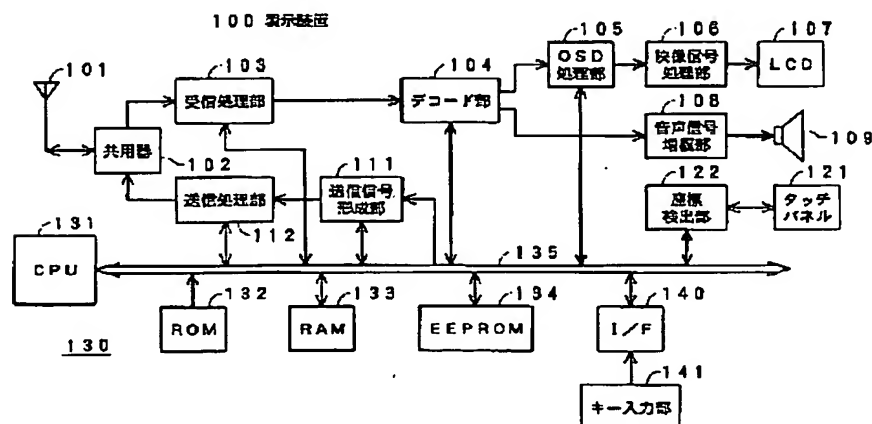 100 表示装置
101
103
受信処理部
104
デコード部
105
OSD
処理部
106
映像信号
処理部
107
LCD
共用器
102
108
音声信号
増幅部
109
送信処理部
112
111
送信信号
形成部
122
座標
検出部
121
タッチ
パネル
131
CPU
135
132
ROM
133
RAM
134
EEPROM
140
I/F
130
141
キー入力部